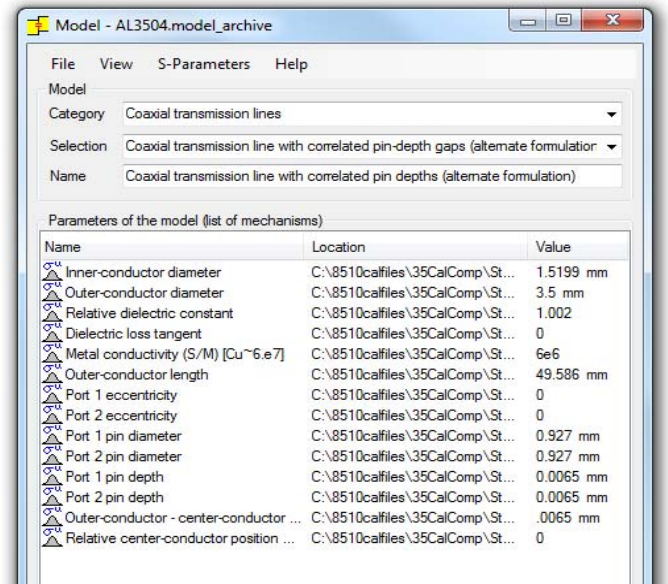 Model - AL3504.model_archive
File View S-Parameters Help
Model
Category Coaxial transmission lines
Selection Coaxial transmission line with correlated pin-depth gaps (alternate formulation
Name Coaxial transmission line with correlated pin depths (alternate formulation)
Parameters of the model (list of mechanisms)
Name Location Value
Inner-conductor diameter C:\8510calfiles\35CalComp\St... 1.5199 mm
Outer-conductor diameter C:\8510calfiles\35CalComp\St... 3.5 mm
Relative dielectric constant C:\8510calfiles\35CalComp\St... 1.002
Dielectric loss tangent C:\8510calfiles\35CalComp\St... 0
Metal conductivity (S/M) [Cu~6.e7] C:\8510calfiles\35CalComp\St... 6e6
Outer-conductor length C:\8510calfiles\35CalComp\St... 49.586 mm
Port 1 eccentricity C:\8510calfiles\35CalComp\St... 0
Port 2 eccentricity C:\8510calfiles\35CalComp\St... 0
Port 1 pin diameter C:\8510calfiles\35CalComp\St... 0.927 mm
Port 2 pin diameter C:\8510calfiles\35CalComp\St... 0.927 mm
Port 1 pin depth C:\8510calfiles\35CalComp\St... 0.0065 mm
Port 2 pin depth C:\8510calfiles\35CalComp\St... 0.0065 mm
Outer-conductor - center-conductor ... C:\8510calfiles\35CalComp\St... .0065 mm
Relative center-conductor position ... C:\8510calfiles\35CalComp\St... 0